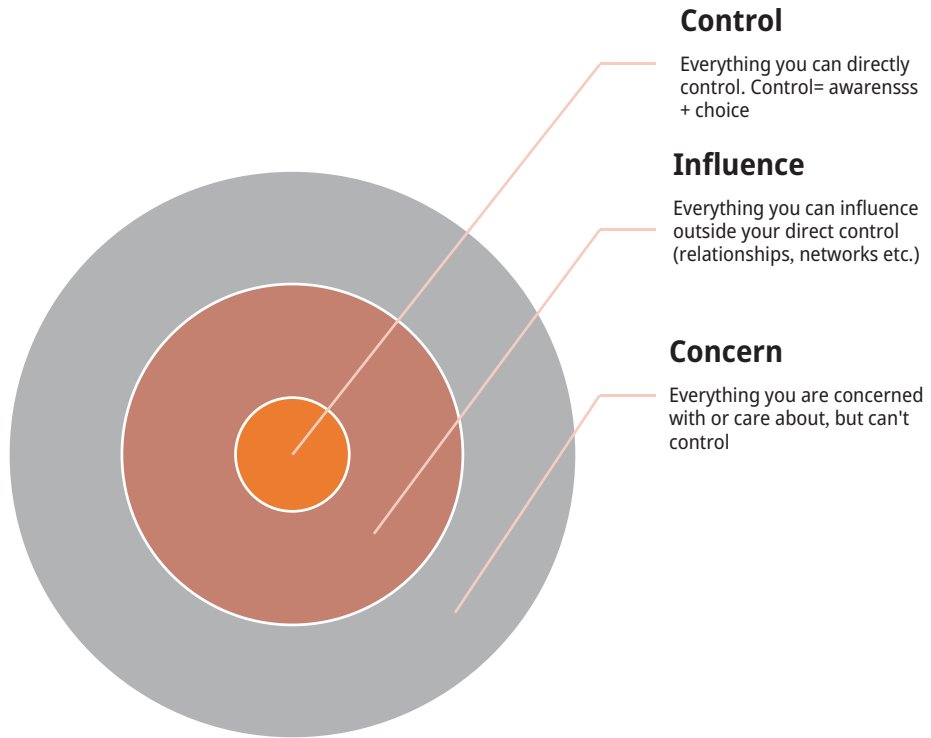 Control
Everything you can directly
control. Control= awarensss
+ choice
Influence
Everything you can influence
outside your direct control
(relationships, networks etc.)
Concern
Everything you are concerned
with or care about, but can't
control